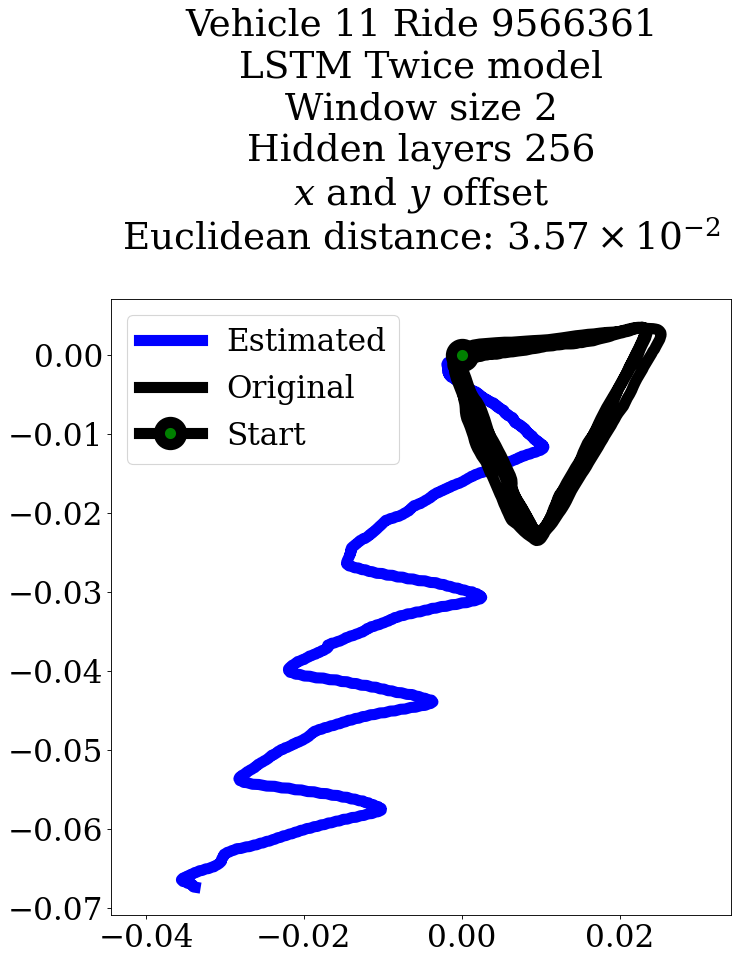 Vehicle 11 Ride 9566361
LSTM Twice model
Window size 2
Hidden layers 256
x and y offset
Euclidean distance: 3.57 × 10⁻²
Estimated
Original
Start
0.00
−0.01
−0.02
−0.03
−0.04
−0.05
−0.06
−0.07
−0.04 −0.02 0.00 0.02